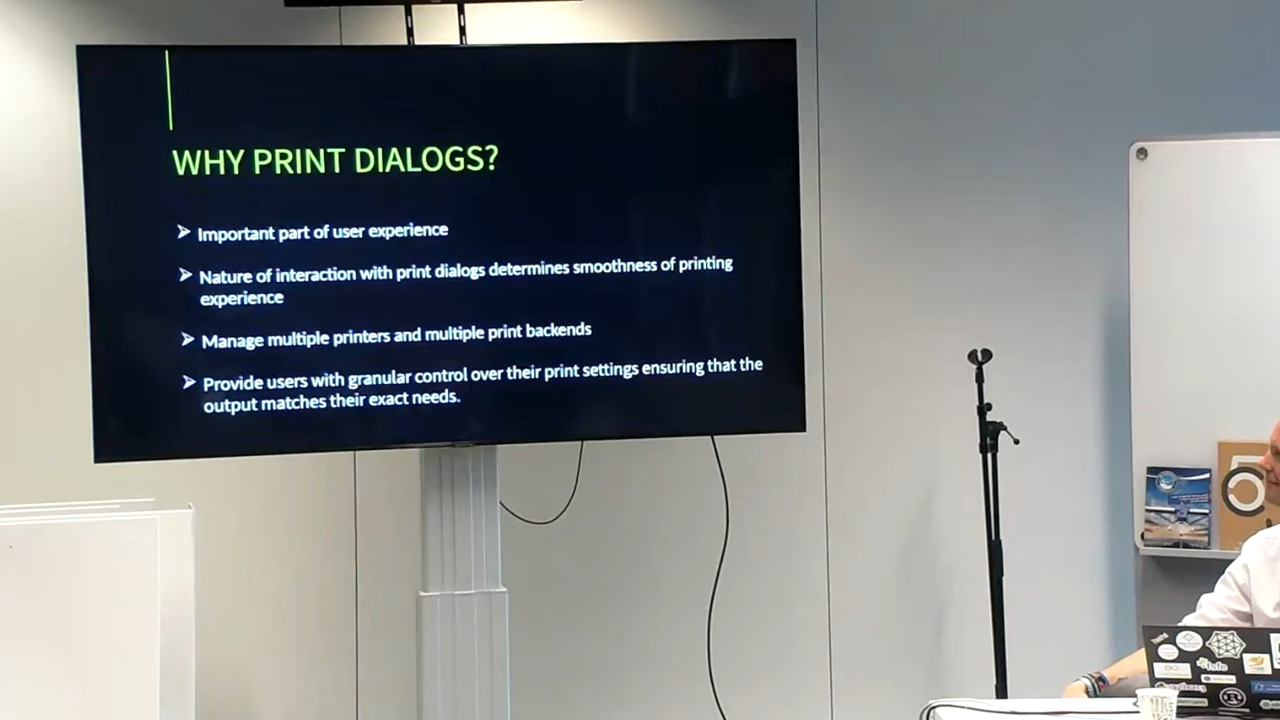 WHY PRINT DIALOGS?
➢ Important part of user experience
➢ Nature of interaction with print dialogs determines smoothness of printing
experience
➢ Manage multiple printers and multiple print backends
➢ Provide users with granular control over their print settings ensuring that the
output matches their exact needs.